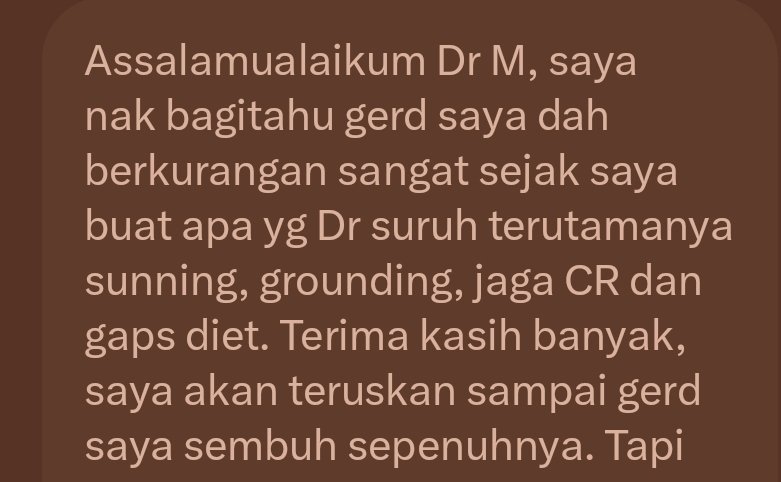 Assalamualaikum Dr M, saya
nak bagitahu gerd saya dah
berkurangan sangat sejak saya
buat apa yg Dr suruh terutamanya
sunning, grounding, jaga CR dan
gaps diet. Terima kasih banyak,
saya akan teruskan sampai gerd
saya sembuh sepenuhnya. Tapi